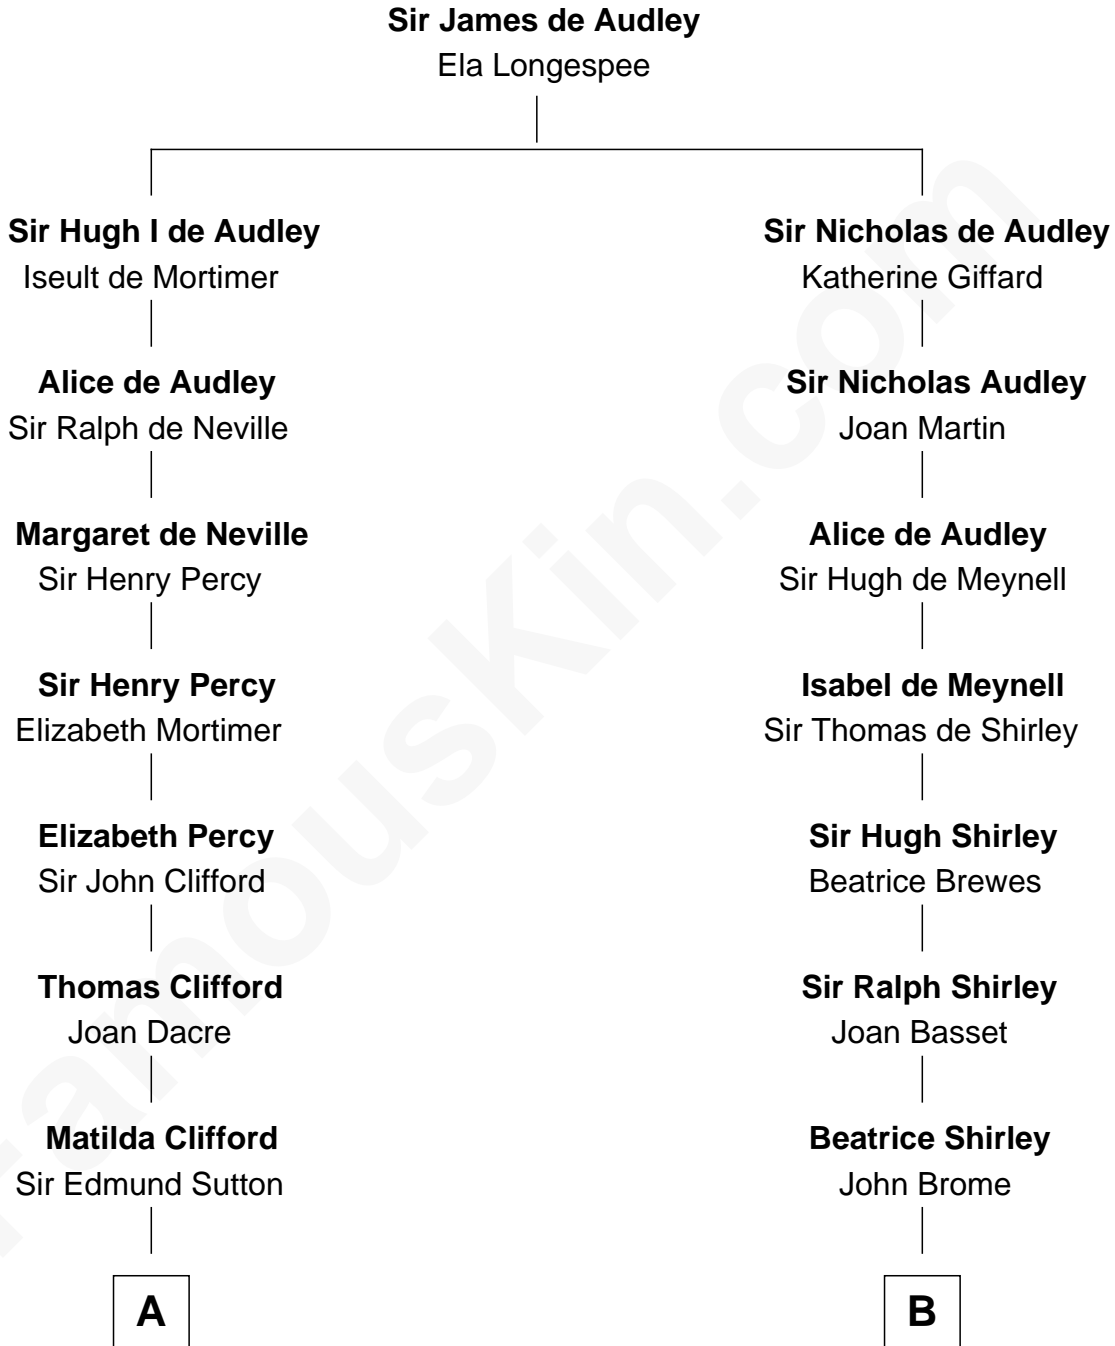 Sir James de Audley
Ela Longespee
Sir Hugh I de Audley
Iseult de Mortimer
Sir Nicholas de Audley
Katherine Giffard
Alice de Audley
Sir Ralph de Neville
Sir Nicholas Audley
Joan Martin
Margaret de Neville
Sir Henry Percy
Alice de Audley
Sir Hugh de Meynell
Sir Henry Percy
Elizabeth Mortimer
Isabel de Meynell
Sir Thomas de Shirley
Elizabeth Percy
Sir John Clifford
Sir Hugh Shirley
Beatrice Brewes
Thomas Clifford
Joan Dacre
Sir Ralph Shirley
Joan Basset
Matilda Clifford
Sir Edmund Sutton
Beatrice Shirley
John Brome
A
B
FamousKin.com